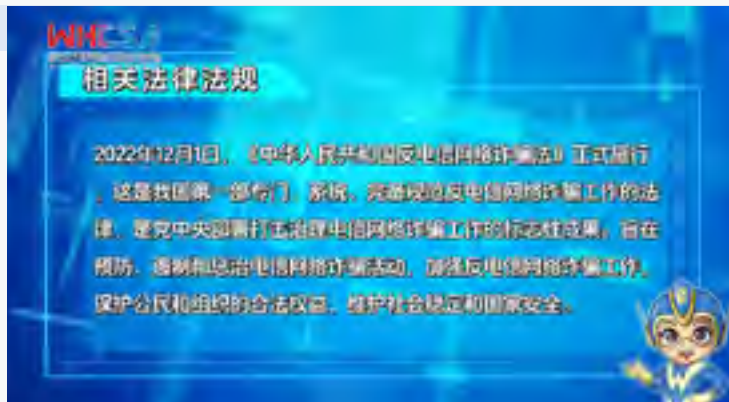 WHCSA
相关法律法规
2022年12月1日，《中华人民共和国反电信网络诈骗法》正式施行
，这是我国第一部专门、系统、完备规范反电信网络诈骗工作的法
律，是党中央部署打击治理电信网络诈骗工作的标志性成果，旨在
预防、遏制和惩治电信网络诈骗活动，加强反电信网络诈骗工作，
保护公民和组织的合法权益，维护社会稳定和国家安全。
W